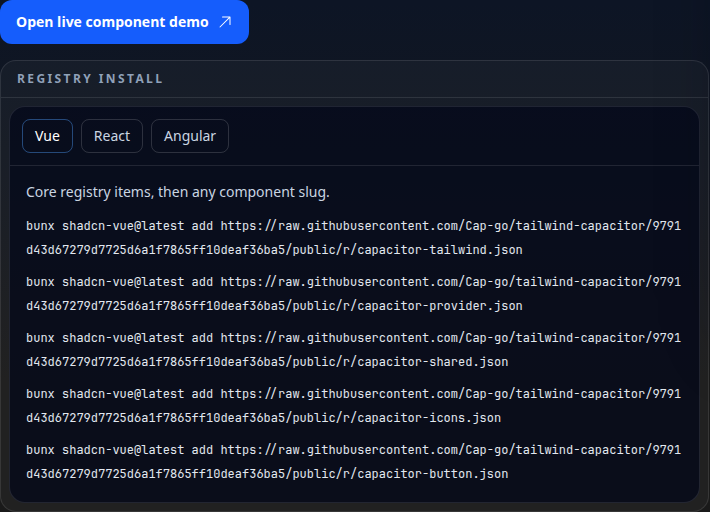 Open live component demo
REGISTRY INSTALL
Vue
React
Angular
Core registry items, then any component slug.
bunx shadcn-vue@latest add https://raw.githubusercontent.com/Cap-go/tailwind-capacitor/9791
d43d67279d7725d6a1f7865ff10deaf36ba5/public/r/capacitor-tailwind.json
bunx shadcn-vue@latest add https://raw.githubusercontent.com/Cap-go/tailwind-capacitor/9791
d43d67279d7725d6a1f7865ff10deaf36ba5/public/r/capacitor-provider.json
bunx shadcn-vue@latest add https://raw.githubusercontent.com/Cap-go/tailwind-capacitor/9791
d43d67279d7725d6a1f7865ff10deaf36ba5/public/r/capacitor-shared.json
bunx shadcn-vue@latest add https://raw.githubusercontent.com/Cap-go/tailwind-capacitor/9791
d43d67279d7725d6a1f7865ff10deaf36ba5/public/r/capacitor-icons.json
bunx shadcn-vue@latest add https://raw.githubusercontent.com/Cap-go/tailwind-capacitor/9791
d43d67279d7725d6a1f7865ff10deaf36ba5/public/r/capacitor-button.json